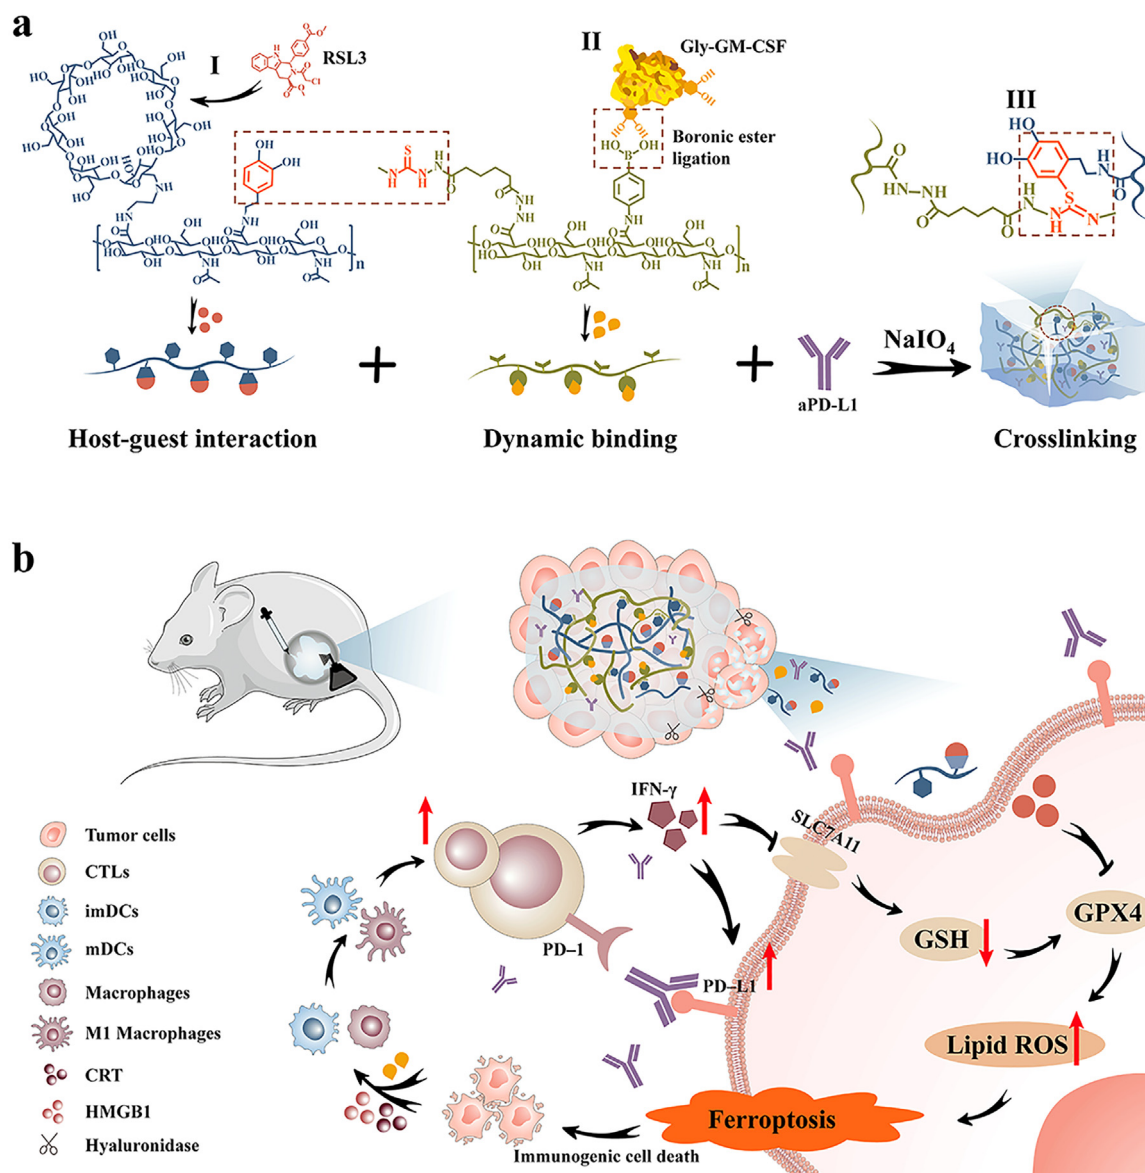 a
I
RSL3
II
Gly-GM-CSF
Boronic ester
ligation
III
n
n
NaIO4
aPD-L1
Host-guest interaction
Dynamic binding
Crosslinking
b
IFN-γ
SLC7A11
Tumor cells
CTLs
imDCs
mDCs
Macrophages
M1 Macrophages
CRT
HMGB1
Hyaluronidase
PD-1
PD-L1
GSH
GPX4
Lipid ROS
Ferroptosis
Immunogenic cell death